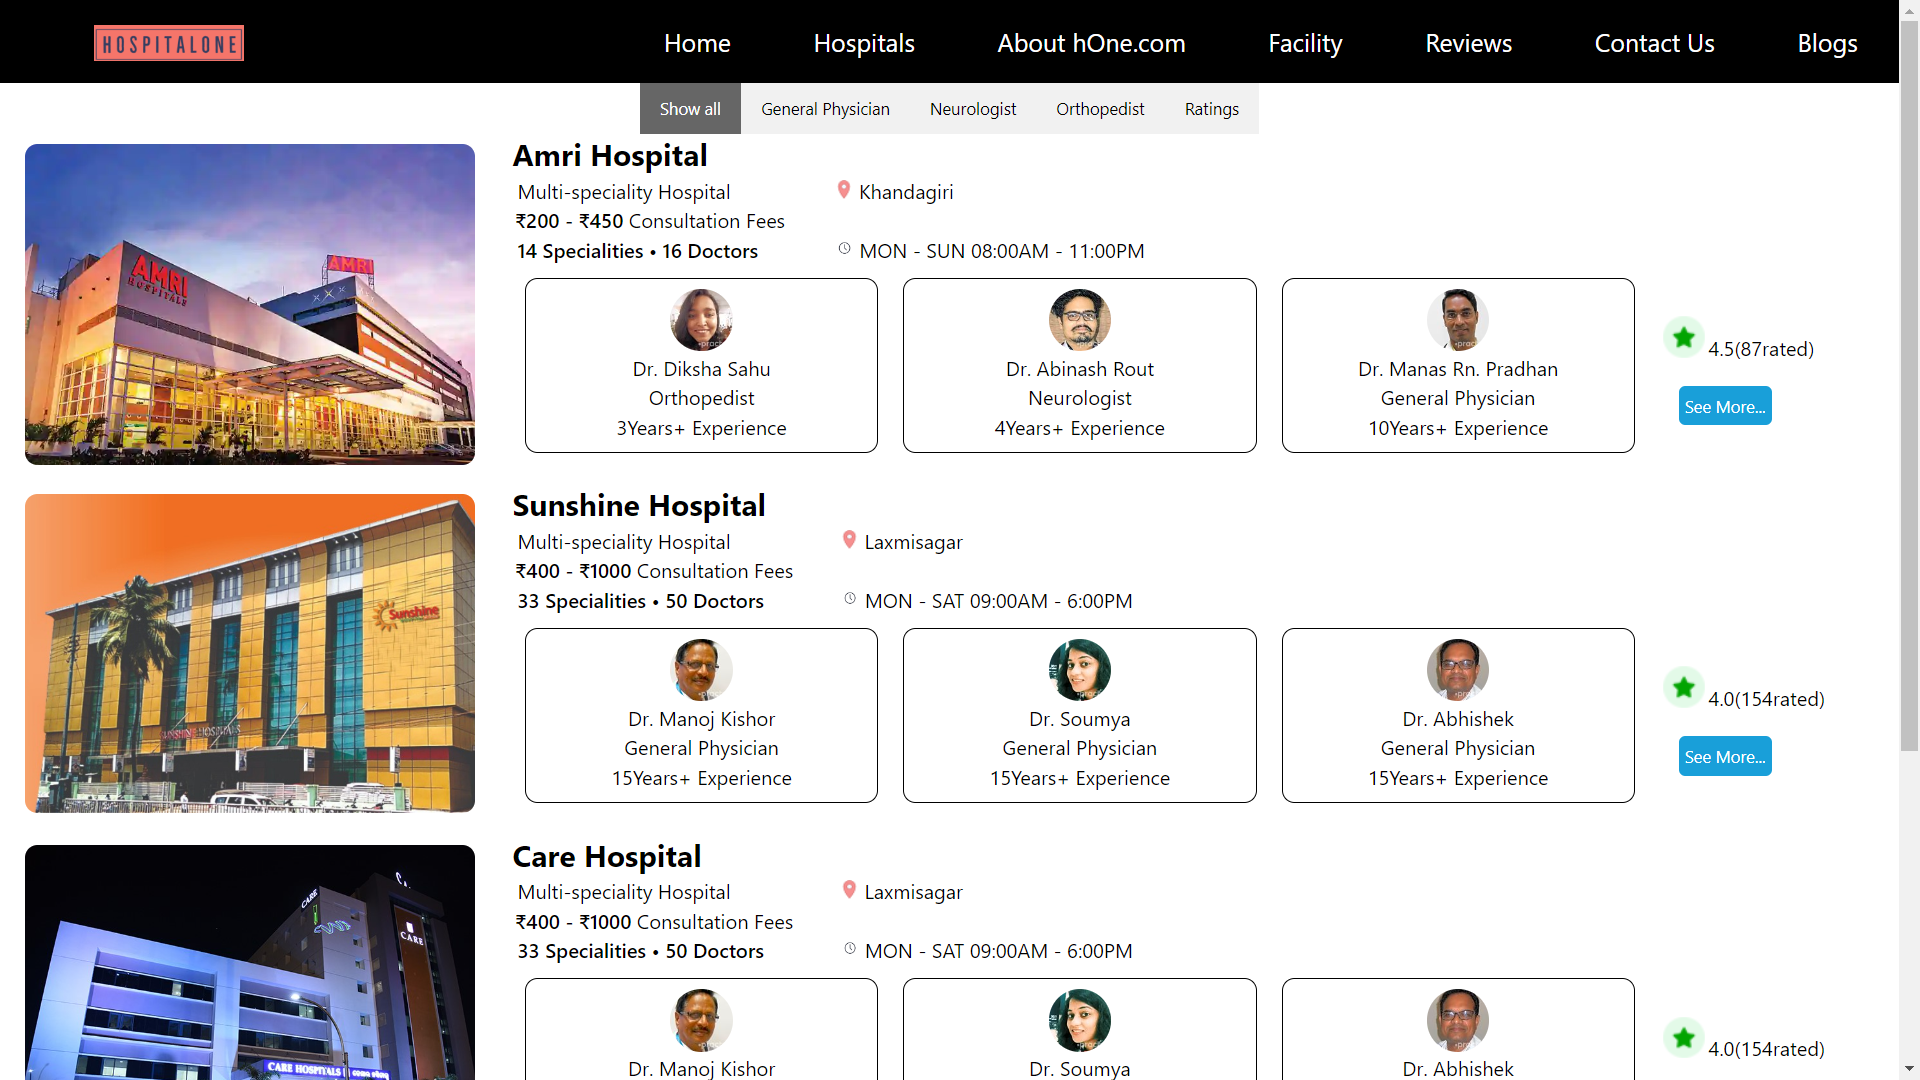 HOSPITALONE
Home Hospitals About hOne.com Facility Reviews Contact Us Blogs
Show all General Physician Neurologist Orthopedist Ratings
AMRI
HOSPITALS
AMRI
Amri Hospital
Multi-speciality Hospital Khandagiri
₹200 - ₹450 Consultation Fees
14 Specialities • 16 Doctors MON - SUN 08:00AM - 11:00PM
Dr. Diksha Sahu
Orthopedist
3Years+ Experience
Dr. Abinash Rout
Neurologist
4Years+ Experience
Dr. Manas Rn. Pradhan
General Physician
10Years+ Experience
4.5(87rated)
See More...
Sunshine
SUNSHINE HOSPITALS
Sunshine Hospital
Multi-speciality Hospital Laxmisagar
₹400 - ₹1000 Consultation Fees
33 Specialities • 50 Doctors MON - SAT 09:00AM - 6:00PM
Dr. Manoj Kishor
General Physician
15Years+ Experience
Dr. Soumya
General Physician
15Years+ Experience
Dr. Abhishek
General Physician
15Years+ Experience
4.0(154rated)
See More...
CARE
CARE
CARE HOSPITALS
Care Hospital
Multi-speciality Hospital Laxmisagar
₹400 - ₹1000 Consultation Fees
33 Specialities • 50 Doctors MON - SAT 09:00AM - 6:00PM
Dr. Manoj Kishor
Dr. Soumya
Dr. Abhishek
4.0(154rated)